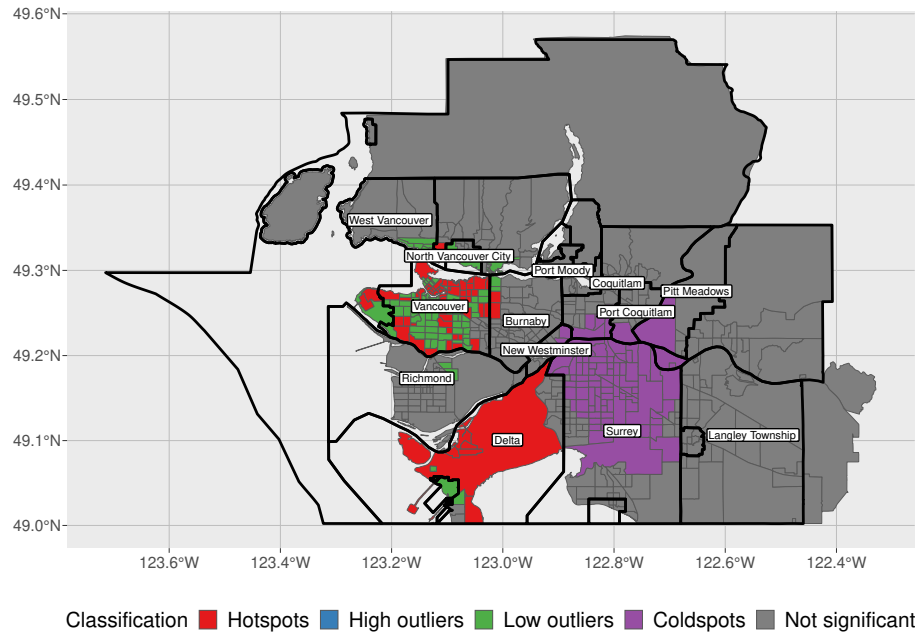 49.6°N
49.5°N
49.4°N
49.3°N
49.2°N
49.1°N
49.0°N
West Vancouver
North Vancouver City
Port Moody
Coquitlam
Pitt Meadows
Vancouver
Port Coquitlam
Burnaby
New Westminster
Richmond
Surrey
Langley Township
Delta
123.6°W 123.4°W 123.2°W 123.0°W 122.8°W 122.6°W 122.4°W
Classification Hotspots High outliers Low outliers Coldspots Not significant